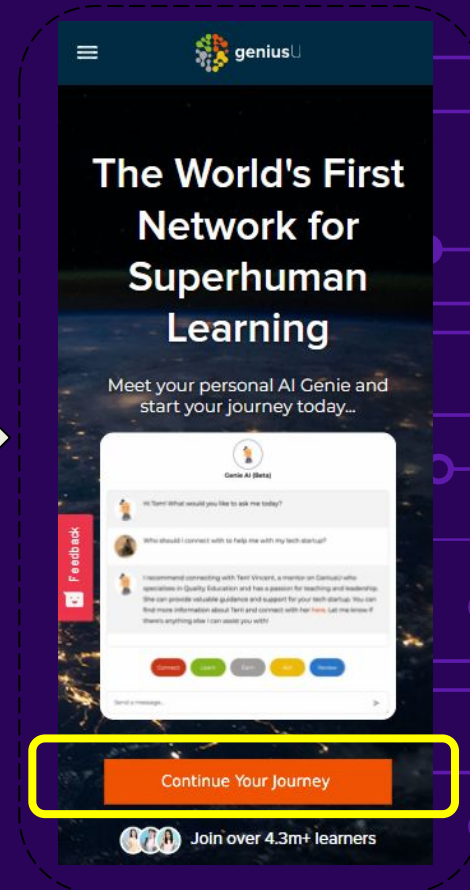 geniusU
The World's First
Network for
Superhuman
Learning
Meet your personal AI Genie and
start your journey today...
Genie AI (Beta)
Hi Tom! What would you like to ask me today?
Who should I connect with to help me with my tech startup?
I recommend connecting with Terri Vincent, a mentor on GeniusU who
specializes in Quality Education and has a passion for teaching and leadership.
She can provide valuable guidance and support for your tech startup. You can
find more information about Terri and connect with her here. Let me know if
there's anything else I can assist you with!
Connect Learn Earn Ask Review
Send a message...
Feedback
Continue Your Journey
Join over 4.3m+ learners